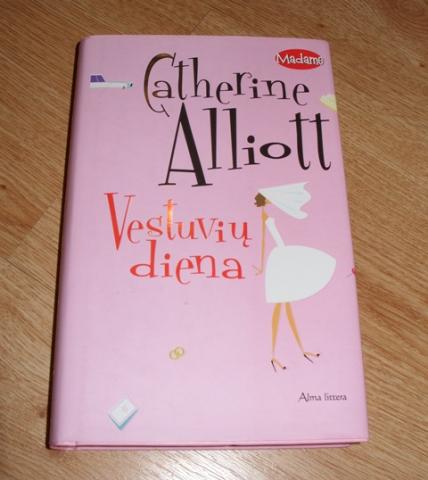 Madame
Catherine
Alliott
Vestuvių
diena
Alma littera